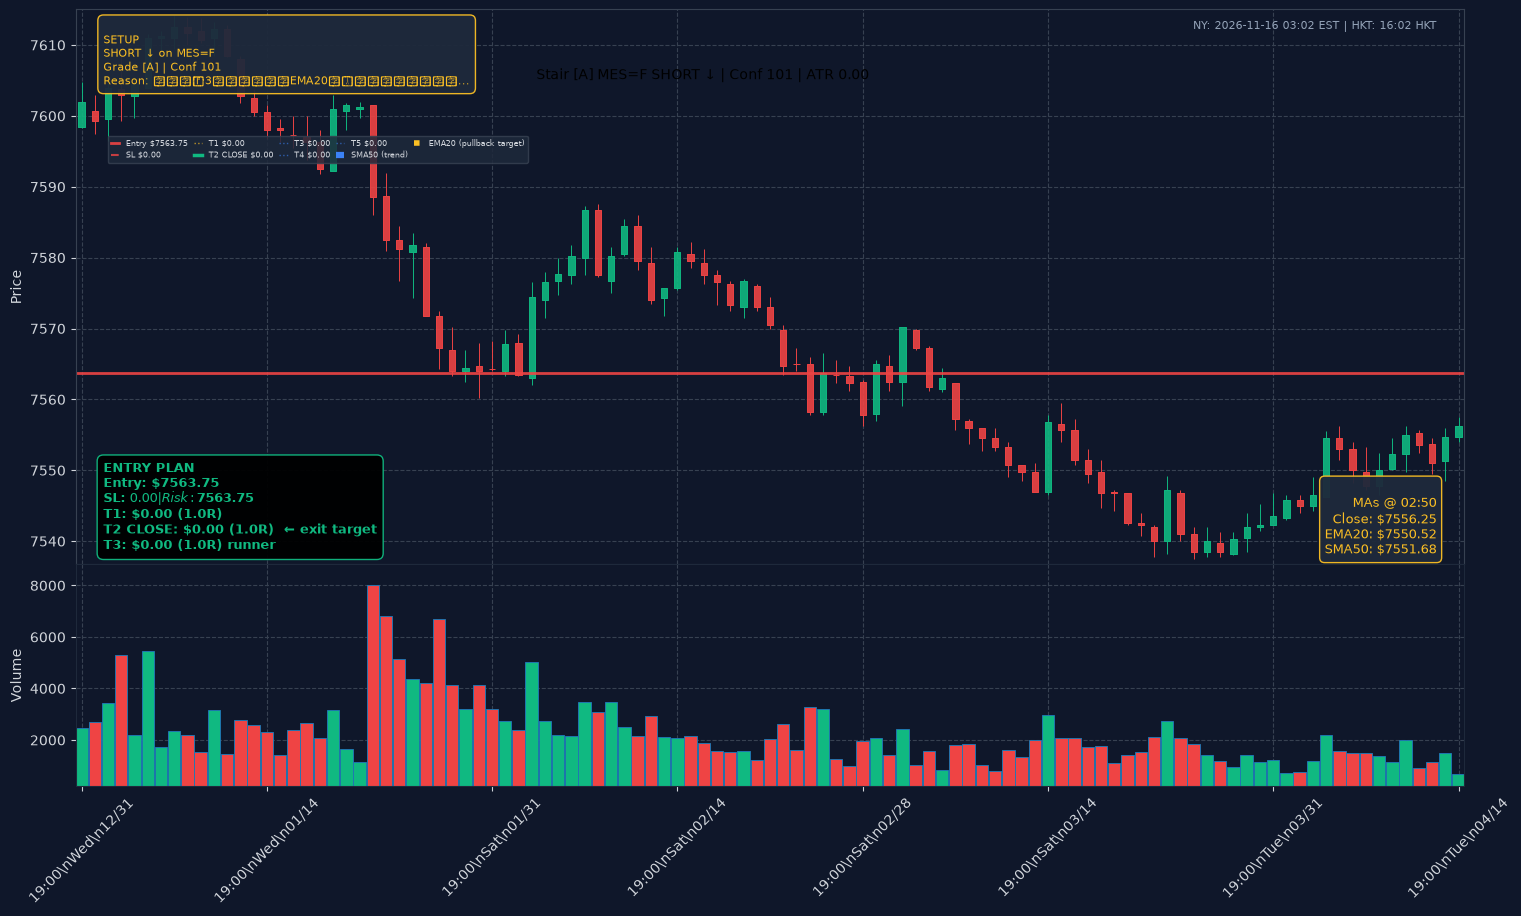 NY: 2026-11-16 03:02 EST | HKT: 16:02 HKT
SETUP
SHORT ↓ on MES=F
Grade [A] | Conf 101
Reason: 3 EMA20 ...
Stair [A] MES=F SHORT ↓ | Conf 101 | ATR 0.00
Entry $7563.75 T1 $0.00 T3 $0.00 T5 $0.00 EMA20 (pullback target)
SL $0.00 T2 CLOSE $0.00 T4 $0.00 SMA50 (trend)
Price
7610
7600
7590
7580
7570
7560
7550
7540
ENTRY PLAN
Entry: $7563.75
SL: 0.00|Risk:7563.75
T1: $0.00 (1.0R)
T2 CLOSE: $0.00 (1.0R) ← exit target
T3: $0.00 (1.0R) runner
MAs @ 02:50
Close: $7556.25
EMA20: $7550.52
SMA50: $7551.68
Volume
8000
6000
4000
2000
19:00\nWed\n12/31
19:00\nWed\n01/14
19:00\nSat\n01/31
19:00\nSat\n02/14
19:00\nSat\n02/28
19:00\nSat\n03/14
19:00\nTue\n03/31
19:00\nTue\n04/14